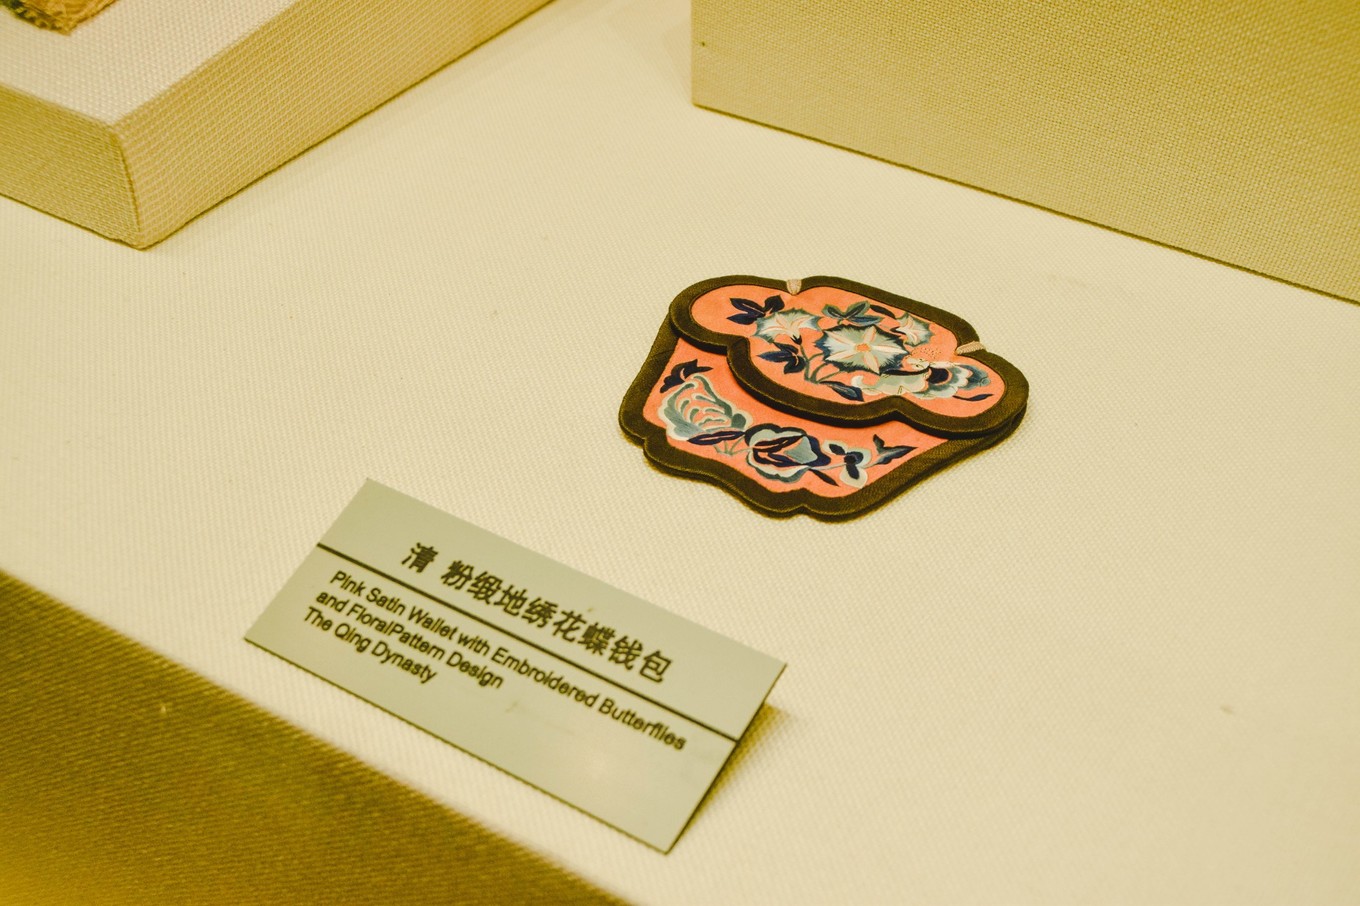 清 粉缎地绣花蝶钱包
Pink Satin Wallet with Embroidered Butterflies
and FloralPattern Design
The Qing Dynasty